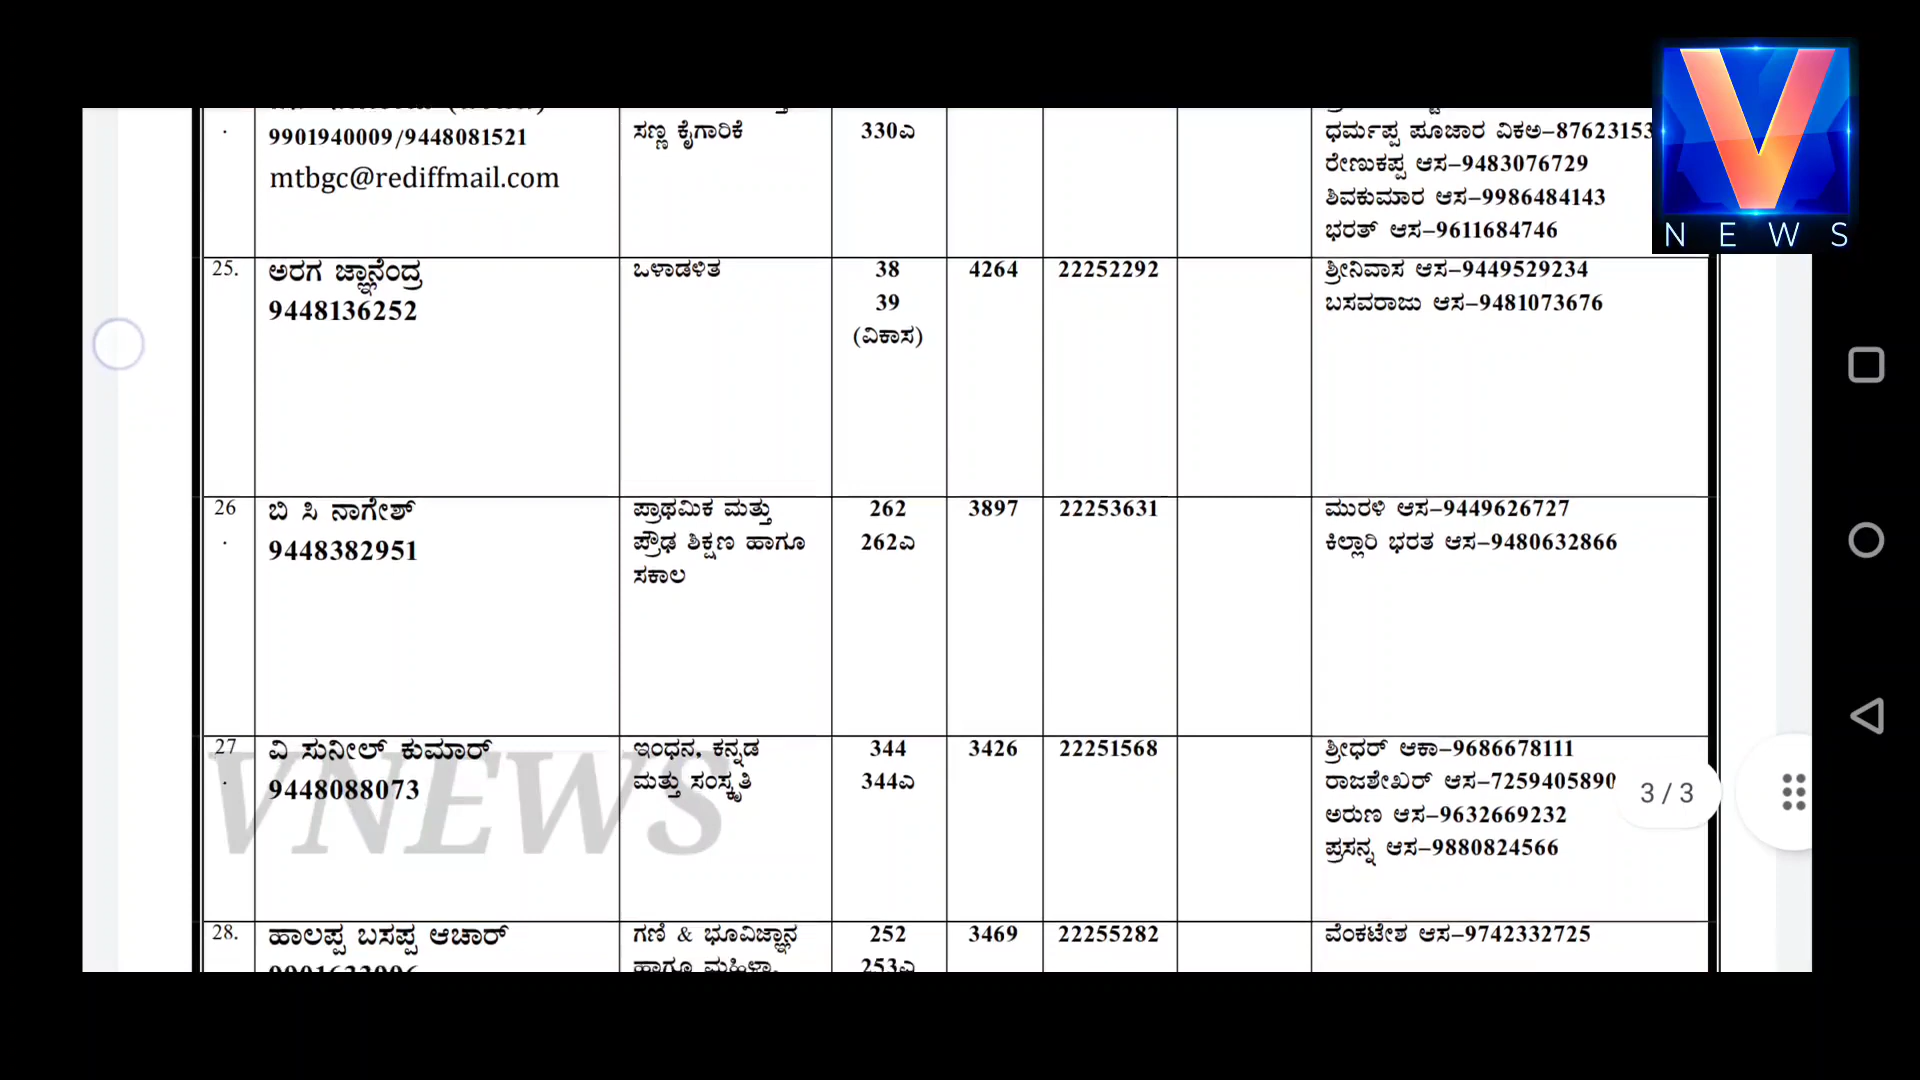 V
NEWS
.
9901940009/9448081521
mtbgc@rediffmail.com
ಸಣ್ಣ ಕೈಗಾರಿಕೆ
330ಎ
ಧರ್ಮಪ್ಪ ಪೂಜಾರ ವಿಕಅ–87623153
ರೇಣುಕಪ್ಪ ಆಸ–9483076729
ಶಿವಕುಮಾರ ಆಸ–9986484143
ಭರತ್ ಆಸ–9611684746
25.
ಅರಗ ಜ್ಞಾನೆಂದ್ರ
9448136252
ಒಳಾಡಳಿತ
38
39
(ವಿಕಾಸ)
4264
22252292
ಶ್ರೀನಿವಾಸ ಆಸ–9449529234
ಬಸವರಾಜು ಆಸ–9481073676
26
.
ಬಿ ಸಿ ನಾಗೇಶ್
9448382951
ಪ್ರಾಥಮಿಕ ಮತ್ತು
ಪ್ರೌಢ ಶಿಕ್ಷಣ ಹಾಗೂ
ಸಕಾಲ
262
262ಎ
3897
22253631
ಮುರಳಿ ಆಸ–9449626727
ಕಿಲ್ಲಾರಿ ಭರತ ಆಸ–9480632866
27
.
ವಿ ಸುನೀಲ್ ಕುಮಾರ್
9448088073
ಇಂಧನ, ಕನ್ನಡ
ಮತ್ತು ಸಂಸ್ಕೃತಿ
344
344ಎ
3426
22251568
ಶ್ರೀಧರ್ ಆಕಾ–9686678111
ರಾಜಶೇಖರ್ ಆಸ–7259405890
ಅರುಣ ಆಸ–9632669232
ಪ್ರಸನ್ನ ಆಸ–9880824566
3/3
VNEWS
28.
ಹಾಲಪ್ಪ ಬಸಪ್ಪ ಆಚಾರ್
ಗಣಿ & ಭೂವಿಜ್ಞಾನ
ಹಾಗೂ ಮಹಿಳಾ,
252
253ಎ
3469
22255282
ವೆಂಕಟೇಶ ಆಸ–9742332725